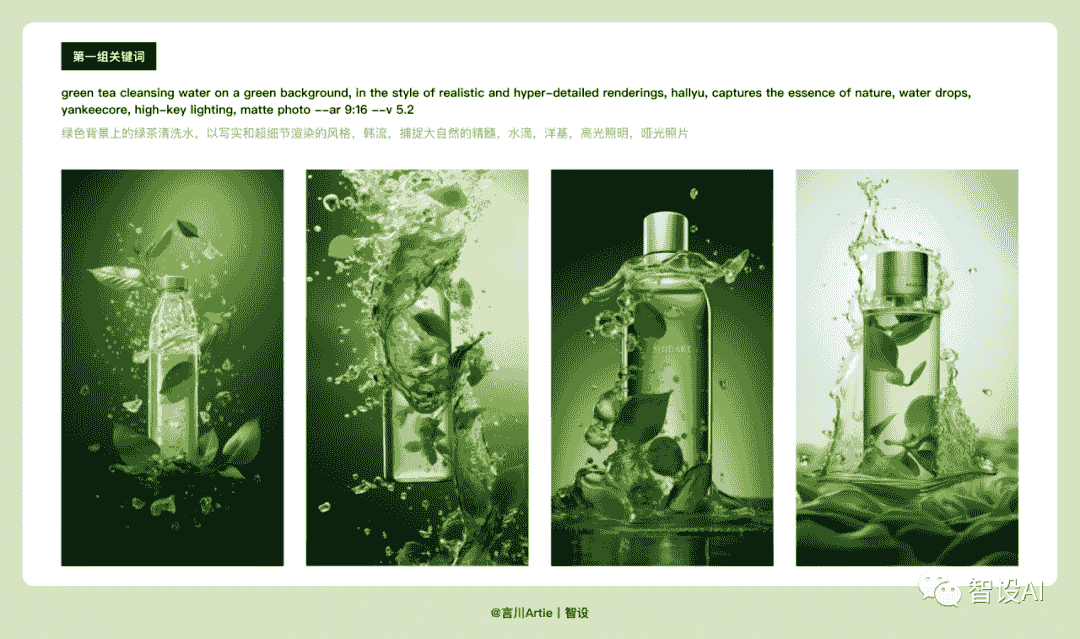 第一组关键词
green tea cleansing water on a green background, in the style of realistic and hyper-detailed renderings, hallyu, captures the essence of nature, water drops,
yankeecore, high-key lighting, matte photo --ar 9:16 --v 5.2
绿色背景上的绿茶清洗水，以写实和超细节渲染的风格，韩流，捕捉大自然的精髓，水滴，洋基，高光照明，哑光照片
智设AI
@言川Artie | 智设